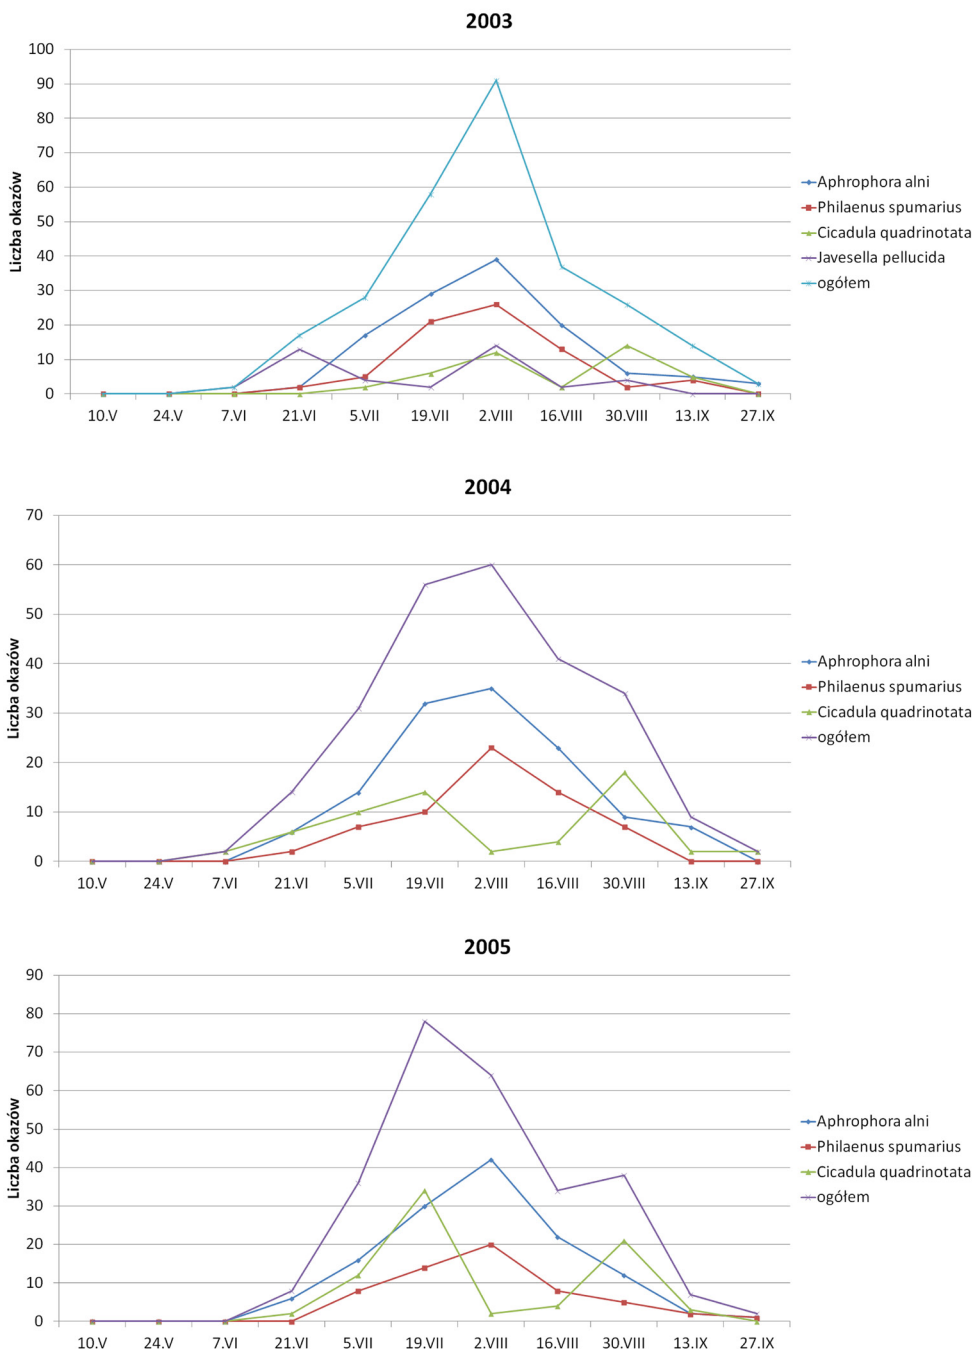 2003
Liczba okazów
100
90
80
70
60
50
40
30
20
10
0
10.V 24.V 7.VI 21.VI 5.VII 19.VII 2.VIII 16.VIII 30.VIII 13.IX 27.IX
Aphrophora alni
Philaenus spumarius
Cicadula quadrinotata
Javesella pellucida
ogółem
2004
Liczba okazów
70
60
50
40
30
20
10
0
10.V 24.V 7.VI 21.VI 5.VII 19.VII 2.VIII 16.VIII 30.VIII 13.IX 27.IX
Aphrophora alni
Philaenus spumarius
Cicadula quadrinotata
ogółem
2005
Liczba okazów
90
80
70
60
50
40
30
20
10
0
10.V 24.V 7.VI 21.VI 5.VII 19.VII 2.VIII 16.VIII 30.VIII 13.IX 27.IX
Aphrophora alni
Philaenus spumarius
Cicadula quadrinotata
ogółem